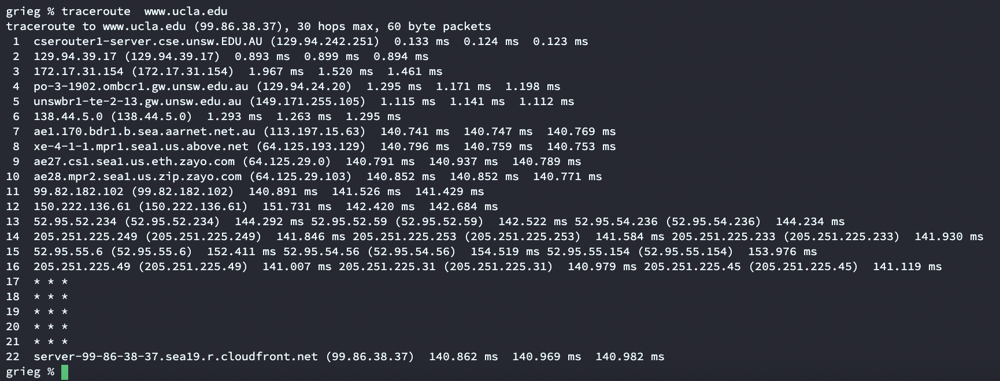 grieg % traceroute  www.ucla.edu
traceroute to www.ucla.edu (99.86.38.37), 30 hops max, 60 byte packets
 1  cserouter1-server.cse.unsw.EDU.AU (129.94.242.251)  0.133 ms  0.124 ms  0.123 ms
 2  129.94.39.17 (129.94.39.17)  0.893 ms  0.899 ms  0.894 ms
 3  172.17.31.154 (172.17.31.154)  1.967 ms  1.520 ms  1.461 ms
 4  po-3-1902.ombcr1.gw.unsw.edu.au (129.94.24.20)  1.295 ms  1.171 ms  1.198 ms
 5  unswbr1-te-2-13.gw.unsw.edu.au (149.171.255.105)  1.115 ms  1.141 ms  1.112 ms
 6  138.44.5.0 (138.44.5.0)  1.293 ms  1.263 ms  1.295 ms
 7  ae1.170.bdr1.b.sea.aarnet.net.au (113.197.15.63)  140.741 ms  140.747 ms  140.769 ms
 8  xe-4-1-1.mpr1.sea1.us.above.net (64.125.193.129)  140.796 ms  140.759 ms  140.753 ms
 9  ae27.cs1.sea1.us.eth.zayo.com (64.125.29.0)  140.791 ms  140.937 ms  140.789 ms
10  ae28.mpr2.sea1.us.zip.zayo.com (64.125.29.103)  140.852 ms  140.852 ms  140.771 ms
11  99.82.182.102 (99.82.182.102)  140.891 ms  141.526 ms  141.429 ms
12  150.222.136.61 (150.222.136.61)  151.731 ms  142.420 ms  142.684 ms
13  52.95.52.234 (52.95.52.234)  144.292 ms 52.95.52.59 (52.95.52.59)  142.522 ms 52.95.54.236 (52.95.54.236)  144.234 ms
14  205.251.225.249 (205.251.225.249)  141.846 ms 205.251.225.253 (205.251.225.253)  141.584 ms 205.251.225.233 (205.251.225.233)  141.930 ms
15  52.95.55.6 (52.95.55.6)  152.411 ms 52.95.54.56 (52.95.54.56)  154.519 ms 52.95.55.154 (52.95.55.154)  153.976 ms
16  205.251.225.49 (205.251.225.49)  141.007 ms 205.251.225.31 (205.251.225.31)  140.979 ms 205.251.225.45 (205.251.225.45)  141.119 ms
17  * * *
18  * * *
19  * * *
20  * * *
21  * * *
22  server-99-86-38-37.sea19.r.cloudfront.net (99.86.38.37)  140.862 ms  140.969 ms  140.982 ms
grieg %